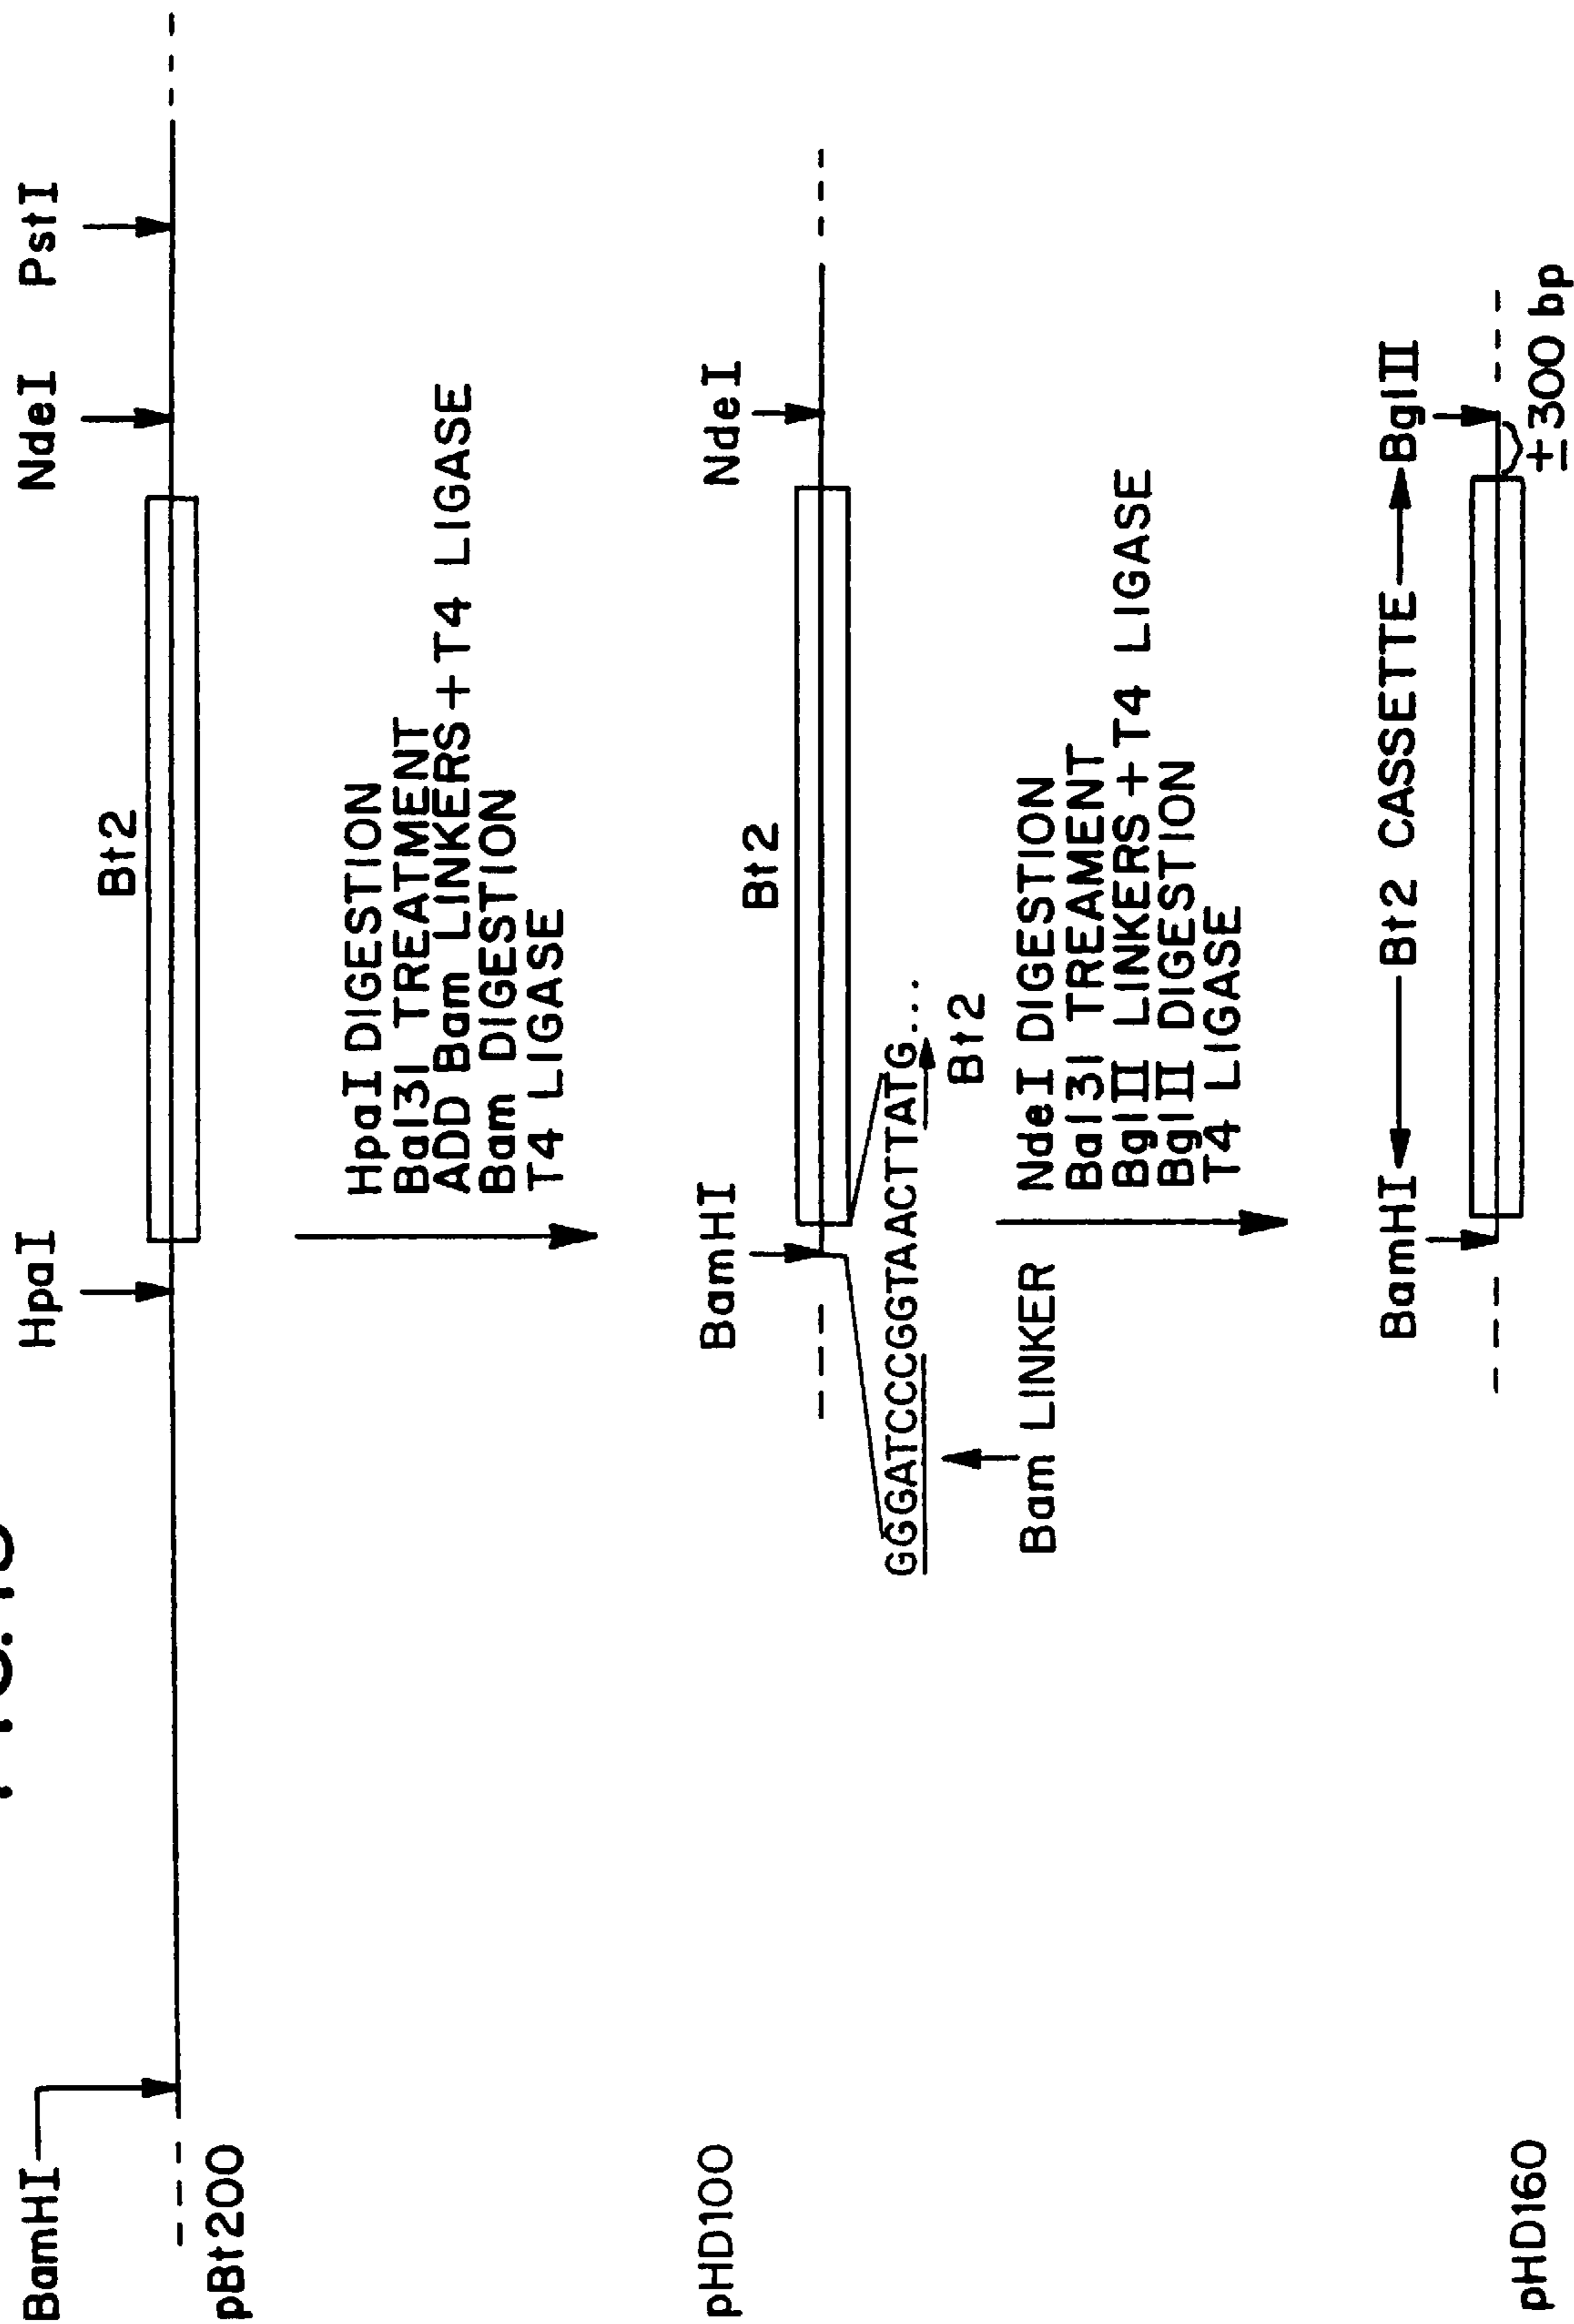 BamHI HpaI NdeI PstI
Bt2
pBt200
HpaI DIGESTION
Bal3I TREATMENT
ADD Bam LINKERS + T4 LIGASE
Bam DIGESTION
T4 LIGASE
BamHI NdeI
Bt2
pHD100
GGGATCCCGGTAACTTATG...
Bt2
Bam LINKER
NdeI DIGESTION
Bal3I TREAMENT
BglII LINKERS + T4 LIGASE
BglII DIGESTION
T4 LIGASE
BamHI Bt2 CASSETTE BglII
pHD160
±300 bp